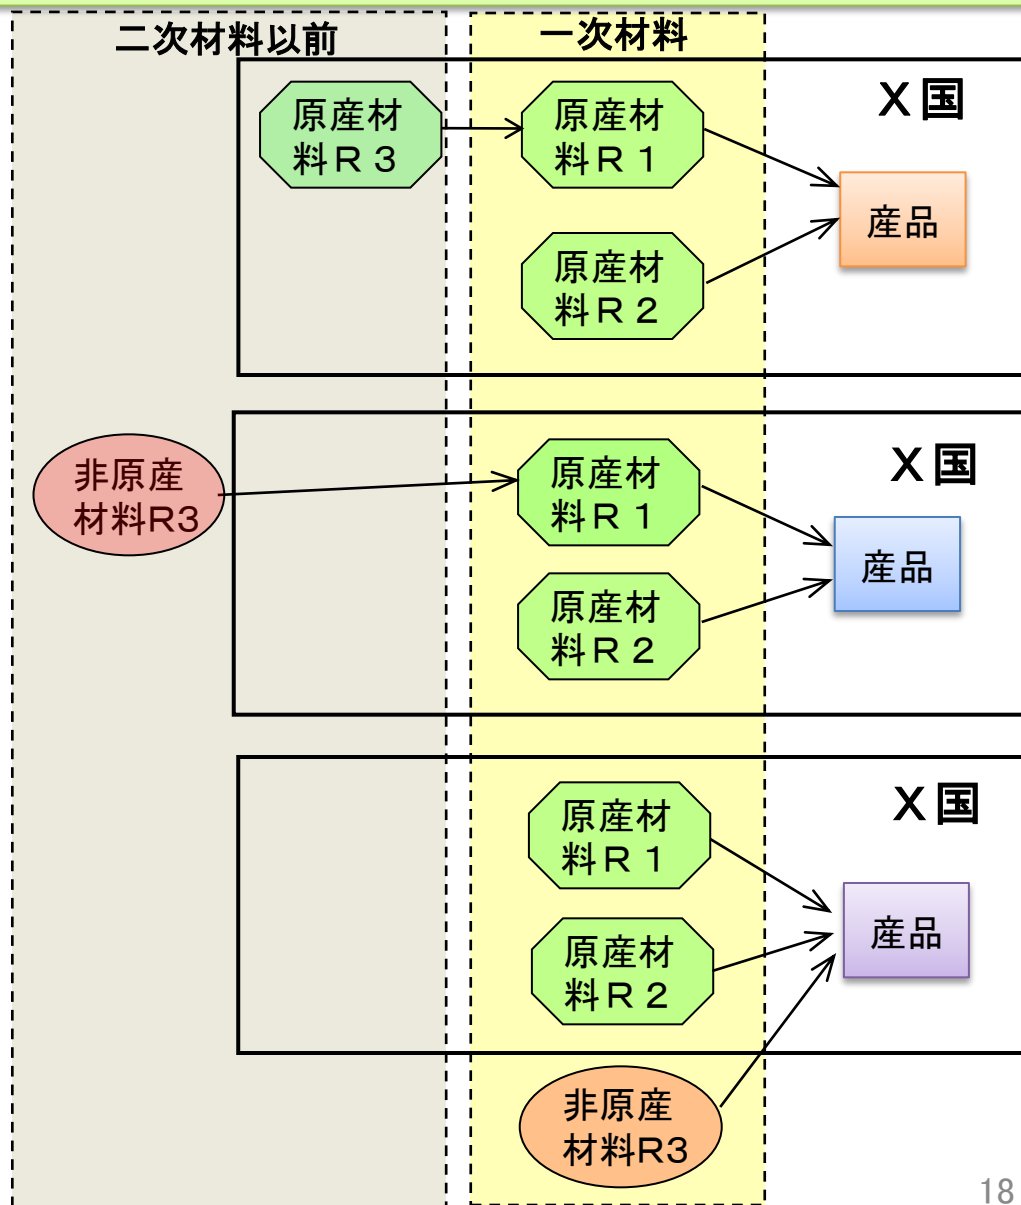 二次材料以前
一次材料
X国
原産材
料R３
原産材
料R１
産品
原産材
料R２
X国
非原産
材料R3
原産材
料R１
産品
原産材
料R２
X国
原産材
料R１
産品
原産材
料R２
非原産
材料R3
18